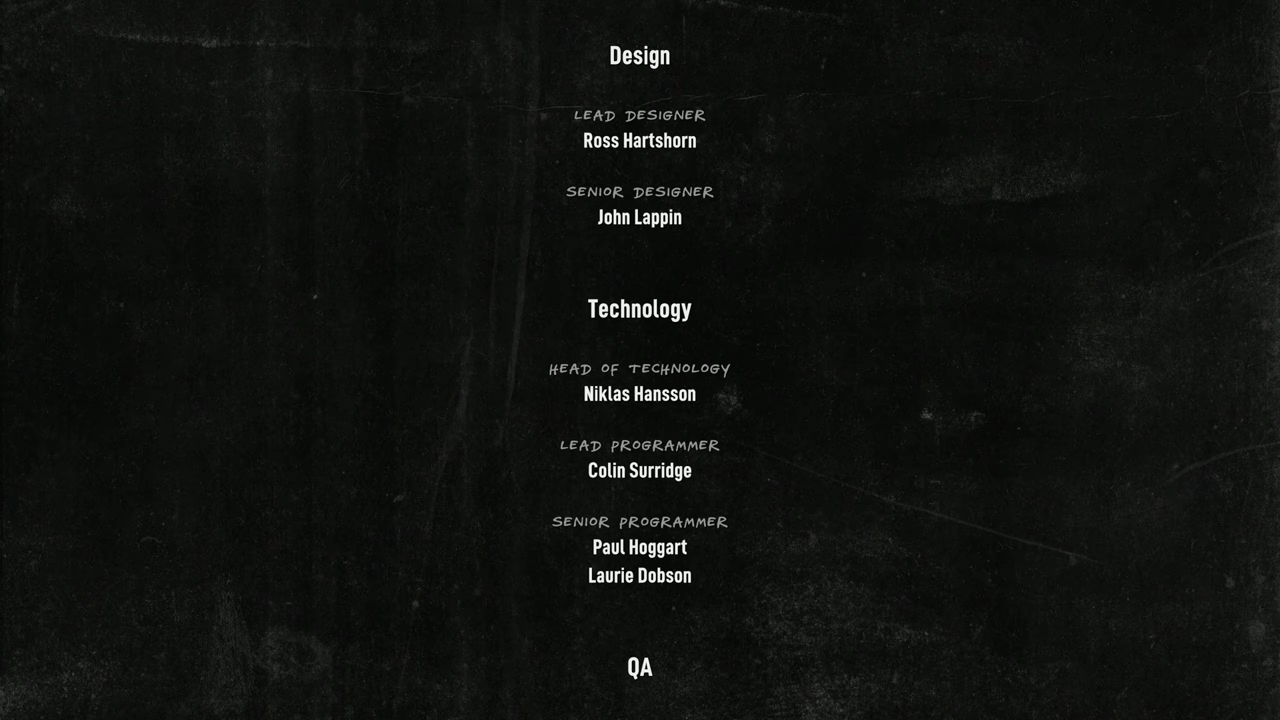 Design
LEAD DESIGNER
Ross Hartshorn
SENIOR DESIGNER
John Lappin
Technology
HEAD OF TECHNOLOGY
Niklas Hansson
LEAD PROGRAMMER
Colin Surridge
SENIOR PROGRAMMER
Paul Hoggart
Laurie Dobson
QA